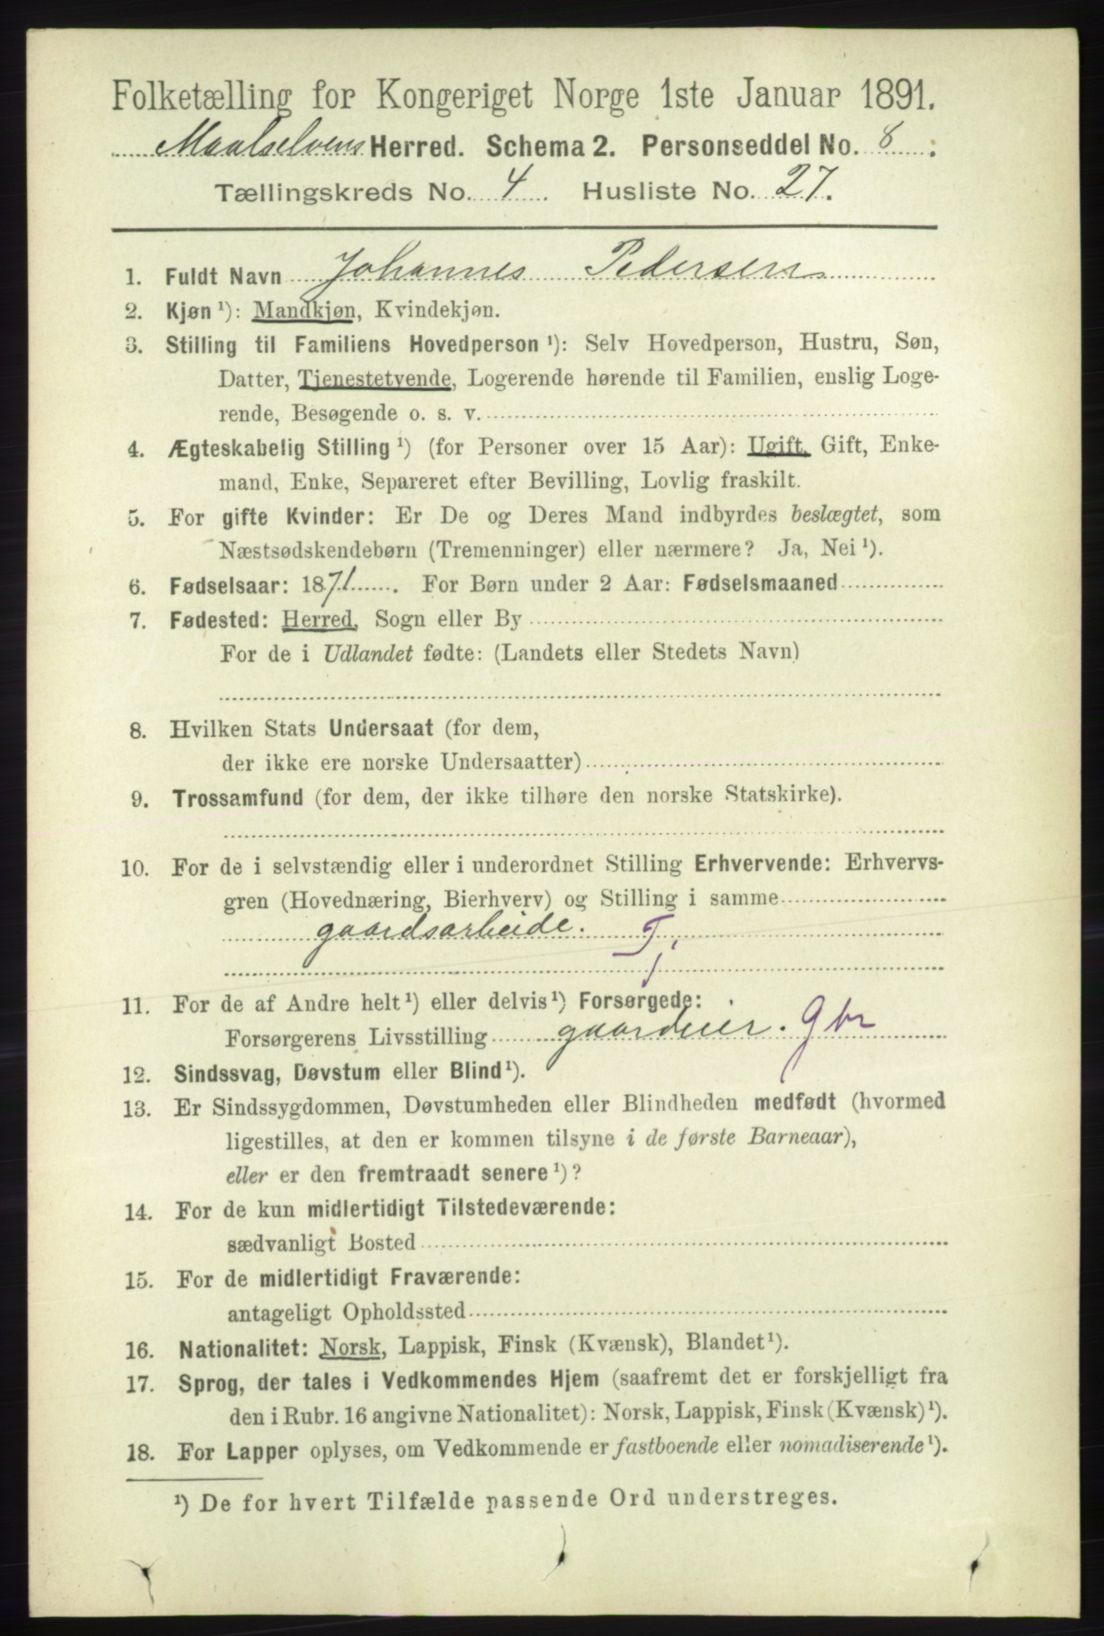 Folketælling for Kongeriget Norge 1ste Januar 1891.
Maalselvens Herred. Schema 2. Personseddel No. 8.
Tællingskreds No. 4 Husliste No. 27.
1. Fuldt Navn Johannes Pedersen
2. Kjøn ¹): Mandkjøn, Kvindekjøn.
3. Stilling til Familiens Hovedperson ¹): Selv Hovedperson, Hustru, Søn,
Datter, Tjenestetyende, Logerende hørende til Familien, enslig Loge-
rende, Besøgende o. s. v.
4. Ægteskabelig Stilling ¹) (for Personer over 15 Aar): Ugift, Gift, Enke-
mand, Enke, Separeret efter Bevilling, Lovlig fraskilt.
5. For gifte Kvinder: Er De og Deres Mand indbyrdes beslægtet, som
Næstsødskendebørn (Tremenninger) eller nærmere? Ja, Nei ¹).
6. Fødselsaar: 1871. For Børn under 2 Aar: Fødselsmaaned
7. Fødested: Herred, Sogn eller By
For de i Udlandet fødte: (Landets eller Stedets Navn)
8. Hvilken Stats Undersaat (for dem,
der ikke ere norske Undersaatter)
9. Trossamfund (for dem, der ikke tilhøre den norske Statskirke).
10. For de i selvstændig eller i underordnet Stilling Erhvervende: Erhvervs-
gren (Hovednæring, Bierhverv) og Stilling i samme
gaardsarbeide. Tj
11. For de af Andre helt ¹) eller delvis ¹) Forsørgede:
Forsørgerens Livsstilling gaardeier. Gbr
12. Sindssvag, Døvstum eller Blind ¹).
13. Er Sindssygdommen, Døvstumheden eller Blindheden medfødt (hvormed
ligestilles, at den er kommen tilsyne i de første Barneaar),
eller er den fremtraadt senere ¹)?
14. For de kun midlertidigt Tilstedeværende:
sædvanligt Bosted
15. For de midlertidigt Fraværende:
antageligt Opholdssted
16. Nationalitet: Norsk, Lappisk, Finsk (Kvænsk), Blandet ¹).
17. Sprog, der tales i Vedkommendes Hjem (saafremt det er forskjelligt fra
den i Rubr. 16 angivne Nationalitet): Norsk, Lappisk, Finsk (Kvænsk) ¹).
18. For Lapper oplyses, om Vedkommende er fastboende eller nomadiserende ¹).
¹) De for hvert Tilfælde passende Ord understreges.